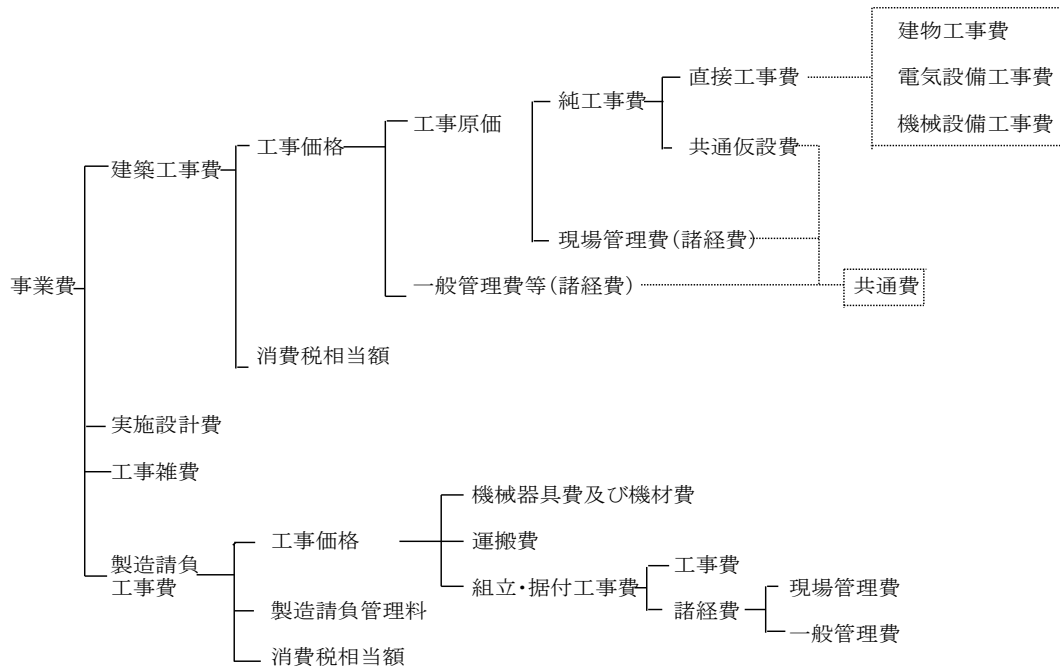 建物工事費
直接工事費
電気設備工事費
純工事費
機械設備工事費
工事原価
工事価格
共通仮設費
建築工事費
現場管理費(諸経費)
事業費
一般管理費等(諸経費)
共通費
消費税相当額
実施設計費
工事雑費
機械器具費及び機材費
工事価格
運搬費
製造請負
工事費
組立・据付工事費
工事費
現場管理費
製造請負管理料
諸経費
一般管理費
消費税相当額